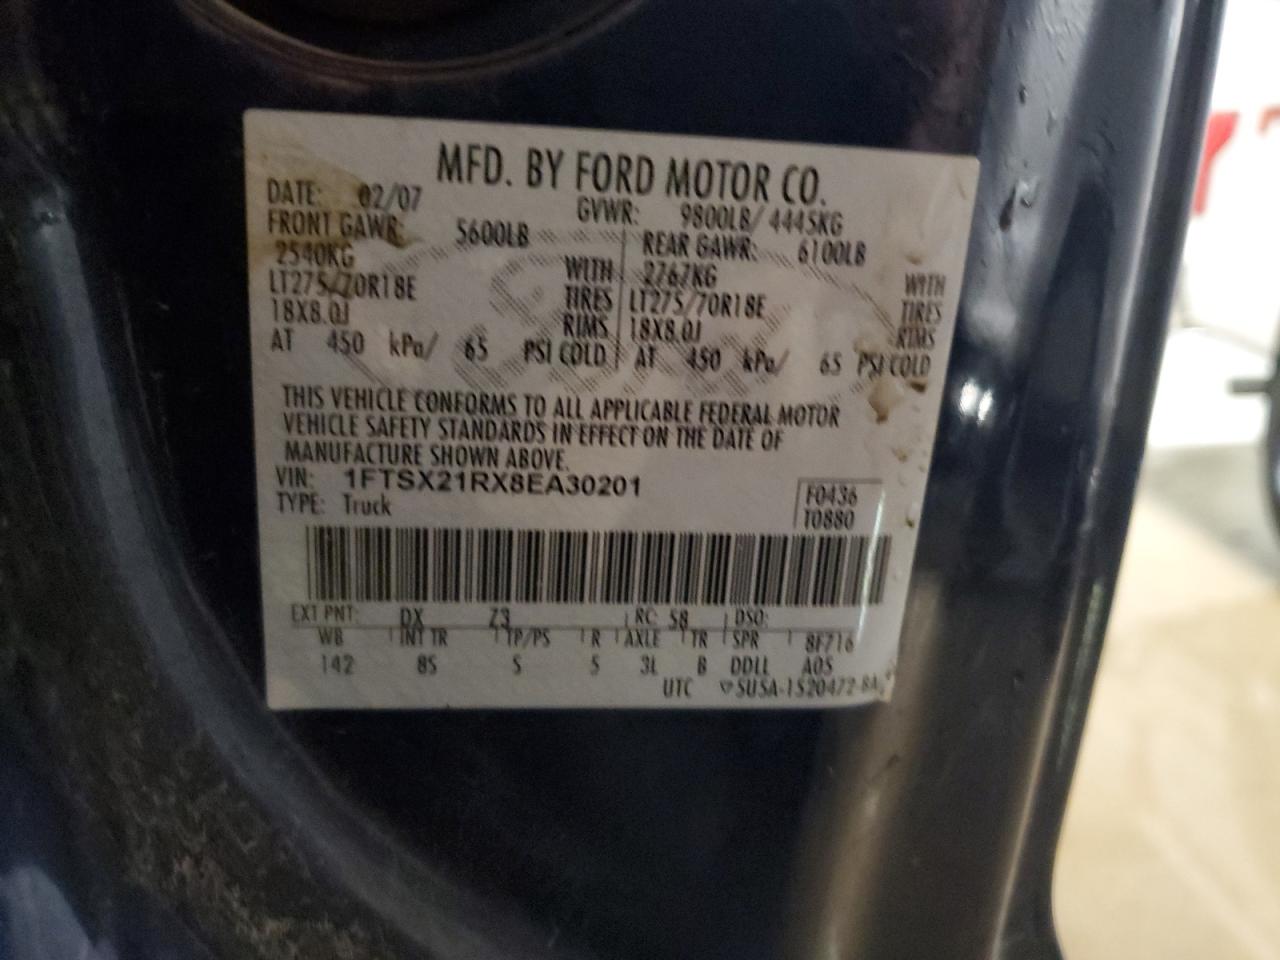 MFD. BY FORD MOTOR CO.
DATE: 02/07 GVWR: 9800LB/ 4445KG
FRONT GAWR: 5600LB REAR GAWR: 6100LB
2540KG WITH 2767KG WITH
LT275/70R18E TIRES LT275/70R18E TIRES
18X8.0J RIMS 18X8.0J RIMS
AT 450 kPa/ 65 PSI COLD AT 450 kPa/ 65 PSI COLD
THIS VEHICLE CONFORMS TO ALL APPLICABLE FEDERAL MOTOR
VEHICLE SAFETY STANDARDS IN EFFECT ON THE DATE OF
MANUFACTURE SHOWN ABOVE.
VIN: 1FTSX21RX8EA30201
TYPE: Truck
F0436
T0880
EXT PNT: DX Z3 RC: 58 DSO:
WB INT TR TP/PS R AXLE TR SPR 8F716
142 8S S 5 3L B DDLL A05
UTC ▽5U5A-1520472-BA